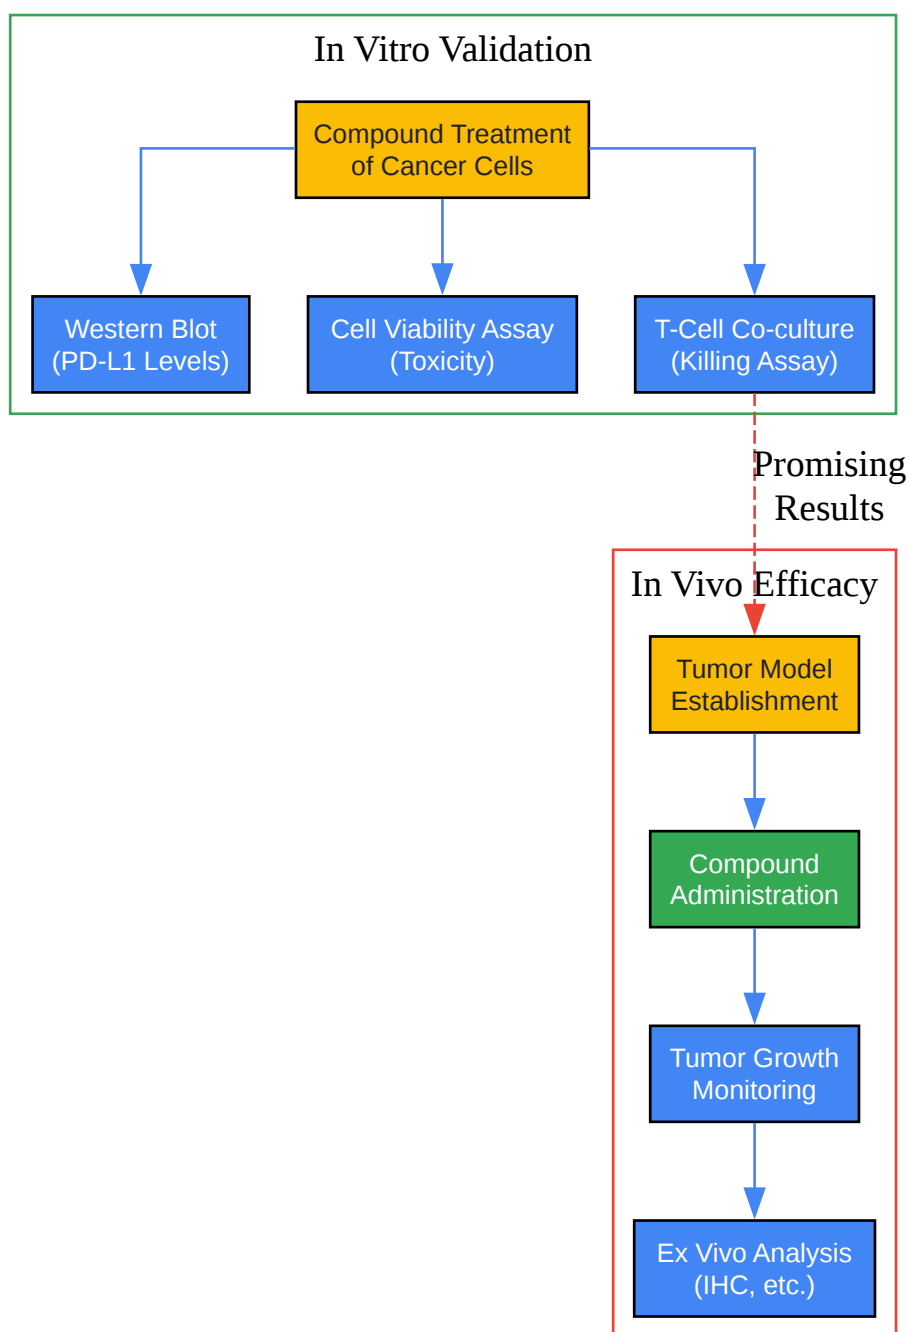 In Vitro Validation
Compound Treatment
of Cancer Cells
Western Blot
(PD-L1 Levels)
Cell Viability Assay
(Toxicity)
T-Cell Co-culture
(Killing Assay)
Promising
Results
In Vivo Efficacy
Tumor Model
Establishment
Compound
Administration
Tumor Growth
Monitoring
Ex Vivo Analysis
(IHC, etc.)